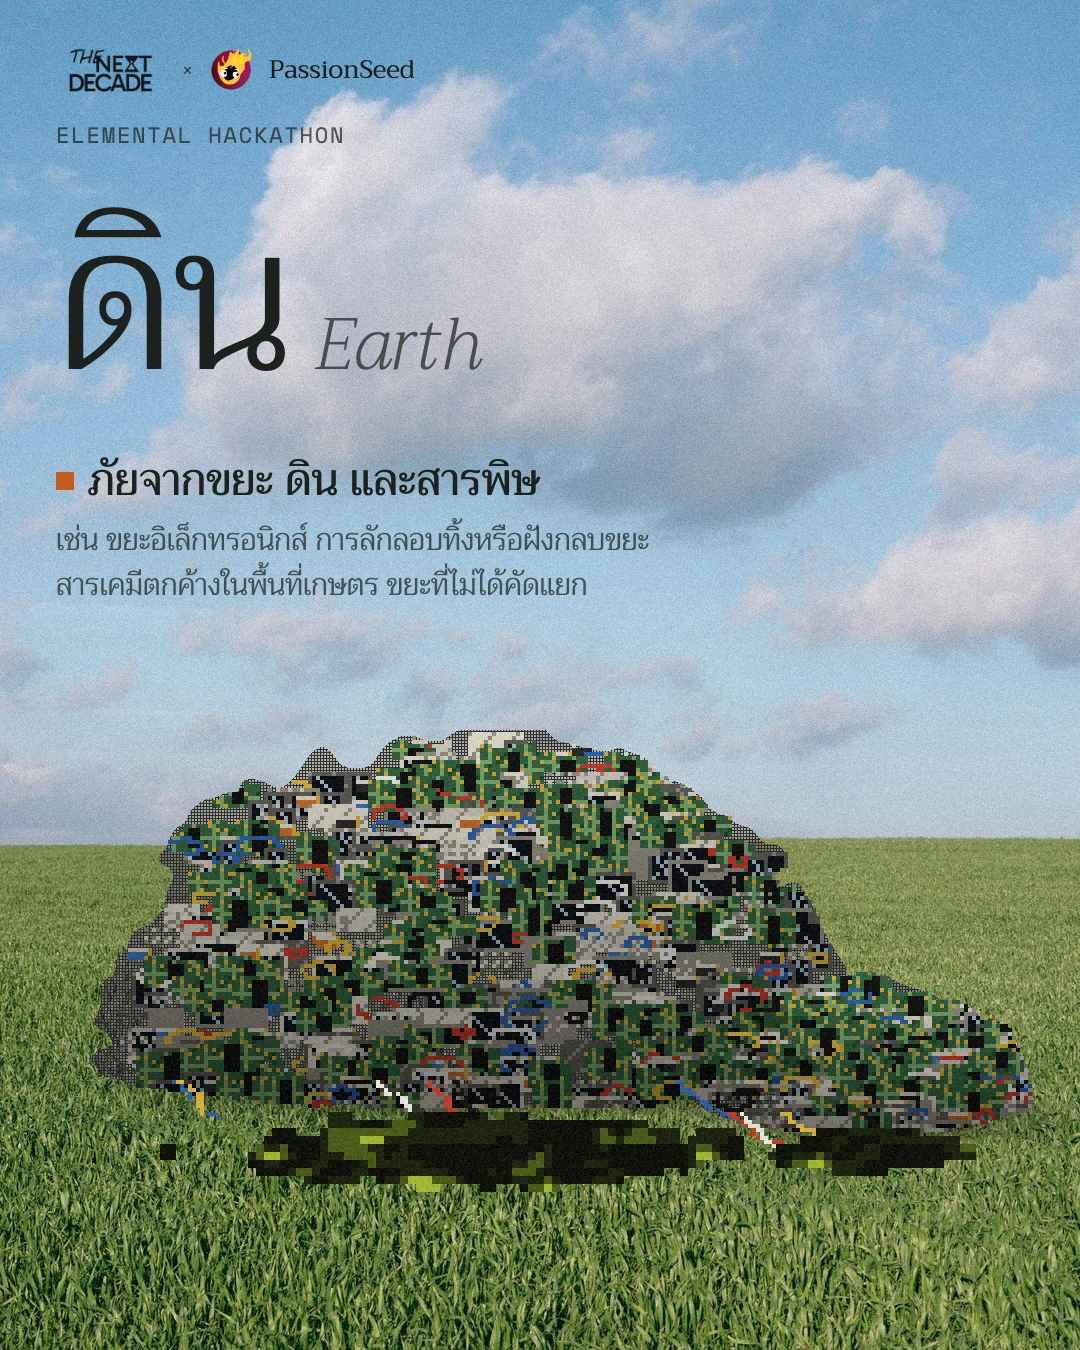 THE NEXT DECADE × PassionSeed
ELEMENTAL HACKATHON
ดิน Earth
ภัยจากขยะ ดิน และสารพิษ
เช่น ขยะอิเล็กทรอนิกส์ การลักลอบทิ้งหรือฝังกลบขยะ
สารเคมีตกค้างในพื้นที่เกษตร ขยะที่ไม่ได้คัดแยก